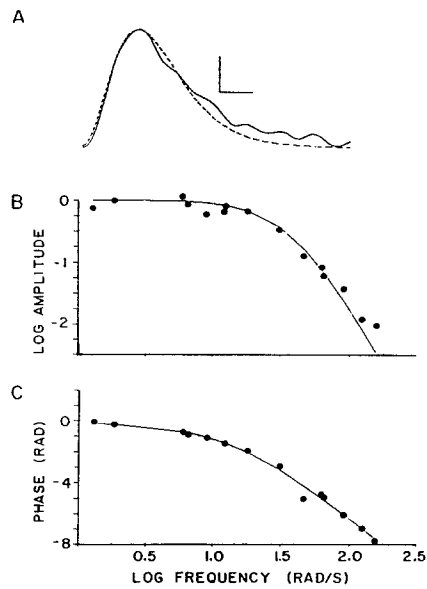 A
B
0
-1
-2
LOG AMPLITUDE
C
0
-4
-8
PHASE (RAD)
0.5 1.0 1.5 2.0 2.5
LOG FREQUENCY (RAD/S)